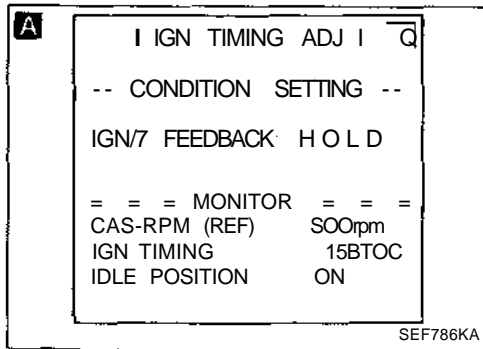 A
I IGN TIMING ADJ I Q
-- CONDITION SETTING --
IGN/7 FEEDBACK HOLD
= = = MONITOR = = =
CAS-RPM (REF) SOOrpm
IGN TIMING 15BTOC
IDLE POSITION ON
SEF786KA